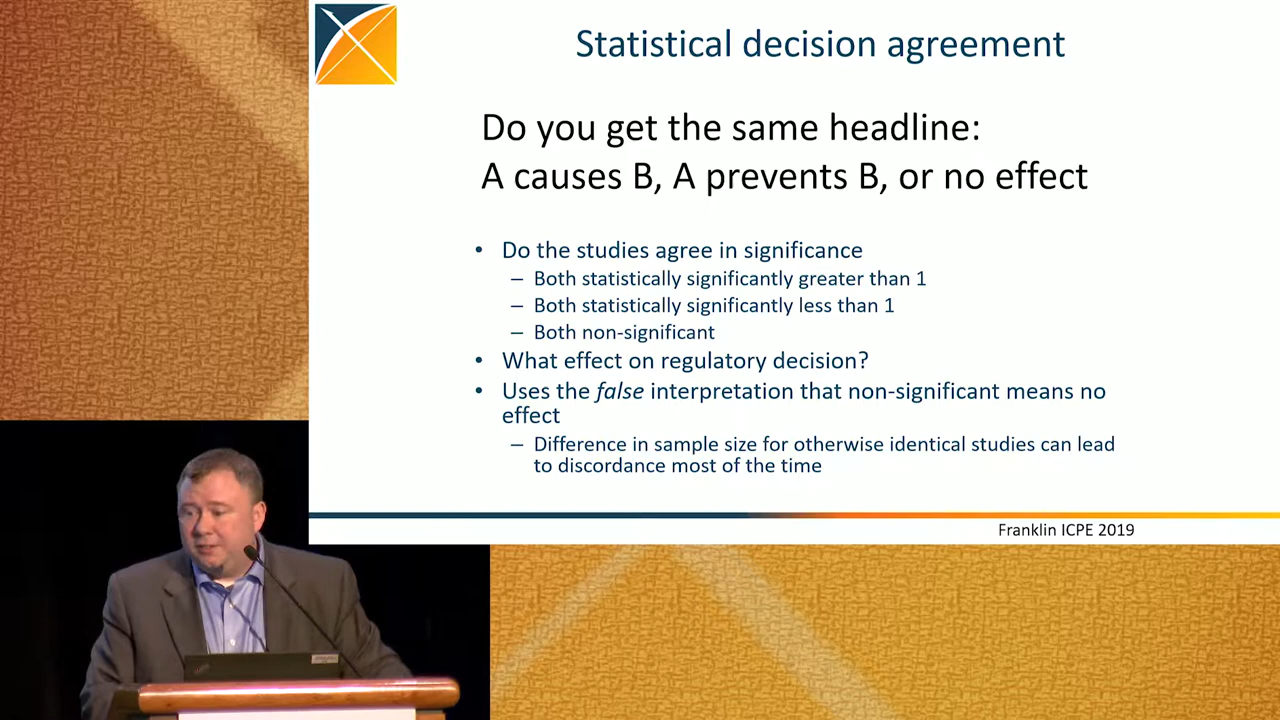 Statistical decision agreement
Do you get the same headline:
A causes B, A prevents B, or no effect
• Do the studies agree in significance
– Both statistically significantly greater than 1
– Both statistically significantly less than 1
– Both non-significant
• What effect on regulatory decision?
• Uses the false interpretation that non-significant means no
effect
– Difference in sample size for otherwise identical studies can lead
to discordance most of the time
Franklin ICPE 2019